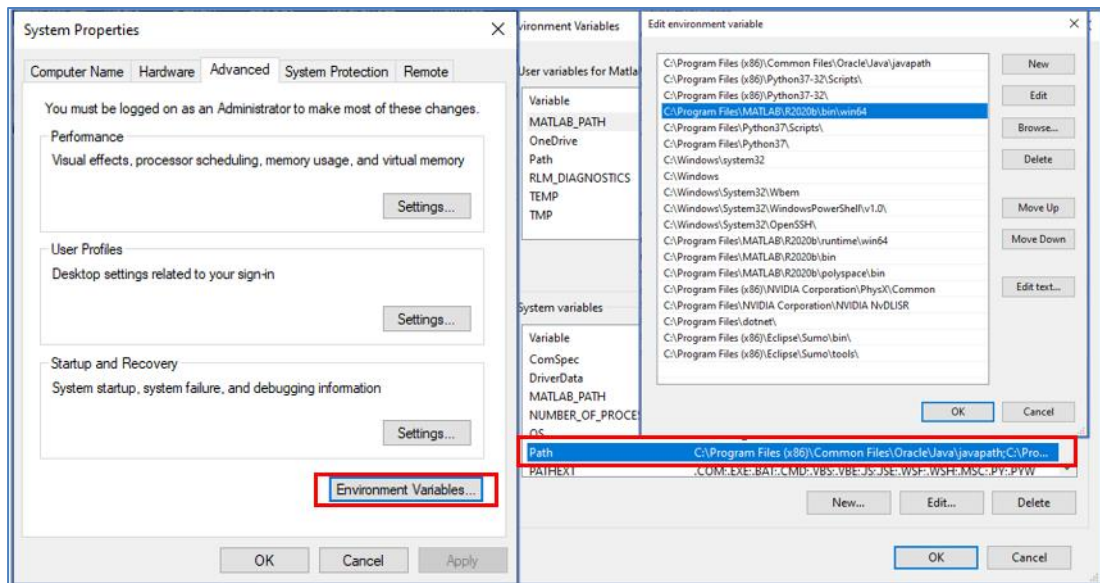 System Properties
Computer Name Hardware Advanced System Protection Remote
You must be logged on as an Administrator to make most of these changes.
Performance
Visual effects, processor scheduling, memory usage, and virtual memory
Settings...
User Profiles
Desktop settings related to your sign-in
Settings...
Startup and Recovery
System startup, system failure, and debugging information
Settings...
Environment Variables...
OK Cancel Apply
vironment Variables
User variables for Matla
Variable
MATLAB_PATH
OneDrive
Path
RLM_DIAGNOSTICS
TEMP
TMP
System variables
Variable
ComSpec
DriverData
MATLAB_PATH
NUMBER_OF_PROCE
OS
Path C:\Program Files (x86)\Common Files\Oracle\Java\javapath;C:\Pro...
PATHEXT .COM;.EXE;.BAT;.CMD;.VBS;.VBE;.JS;.JSE;.WSF;.WSH;.MSC;.PY;.PYW
New... Edit... Delete
OK Cancel
Edit environment variable
C:\Program Files (x86)\Common Files\Oracle\Java\javapath
C:\Program Files (x86)\Python37-32\Scripts\
C:\Program Files (x86)\Python37-32\
C:\Program Files\MATLAB\R2020b\bin\win64
C:\Program Files\Python37\Scripts\
C:\Program Files\Python37\
C:\Windows\system32
C:\Windows
C:\Windows\System32\Wbem
C:\Windows\System32\WindowsPowerShell\v1.0\
C:\Windows\System32\OpenSSH\
C:\Program Files\MATLAB\R2020b\runtime\win64
C:\Program Files\MATLAB\R2020b\bin
C:\Program Files\MATLAB\R2020b\polyspace\bin
C:\Program Files (x86)\NVIDIA Corporation\PhysX\Common
C:\Program Files\NVIDIA Corporation\NVIDIA NvDLISR
C:\Program Files\dotnet\
C:\Program Files (x86)\Eclipse\Sumo\bin\
C:\Program Files (x86)\Eclipse\Sumo\tools\
New
Edit
Browse...
Delete
Move Up
Move Down
Edit text...
OK Cancel